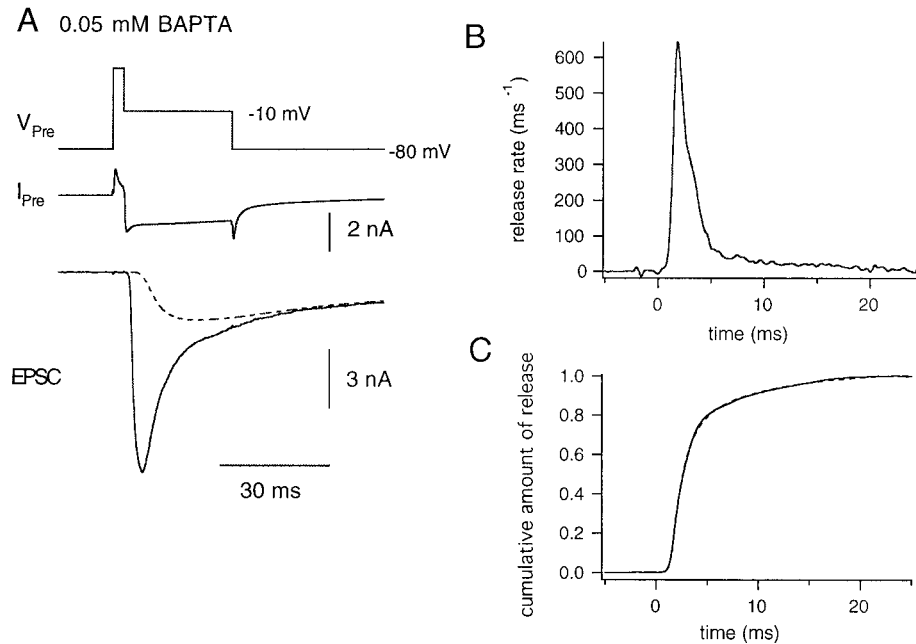 A 0.05 mM BAPTA
V Pre
-10 mV
-80 mV
I Pre
2 nA
EPSC
3 nA
30 ms
B
release rate (ms -1)
600
500
400
300
200
100
0
0 10 20
time (ms)
C
cumulative amount of release
1.0
0.8
0.6
0.4
0.2
0.0
0 10 20
time (ms)